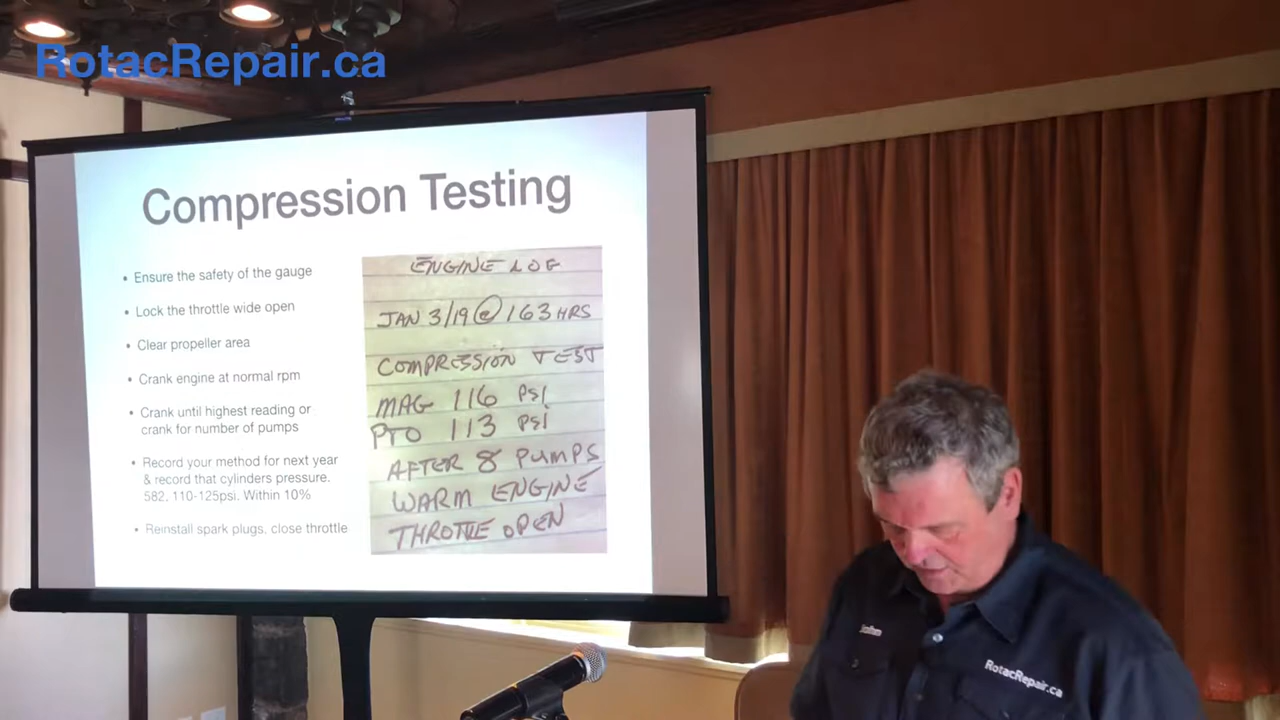 RotacRepair.ca
Compression Testing
• Ensure the safety of the gauge
• Lock the throttle wide open
• Clear propeller area
• Crank engine at normal rpm
• Crank until highest reading or
crank for number of pumps
• Record your method for next year
& record that cylinders pressure.
582, 110-125psi. Within 10%
• Reinstall spark plugs, close throttle
ENGINE LOG
JAN 3/19 @ 163 HRS
COMPRESSION TEST
MAG 116 PSI
PTO 113 PSI
AFTER 8 PUMPS
WARM ENGINE
THROTTLE OPEN
RotacRepair.ca